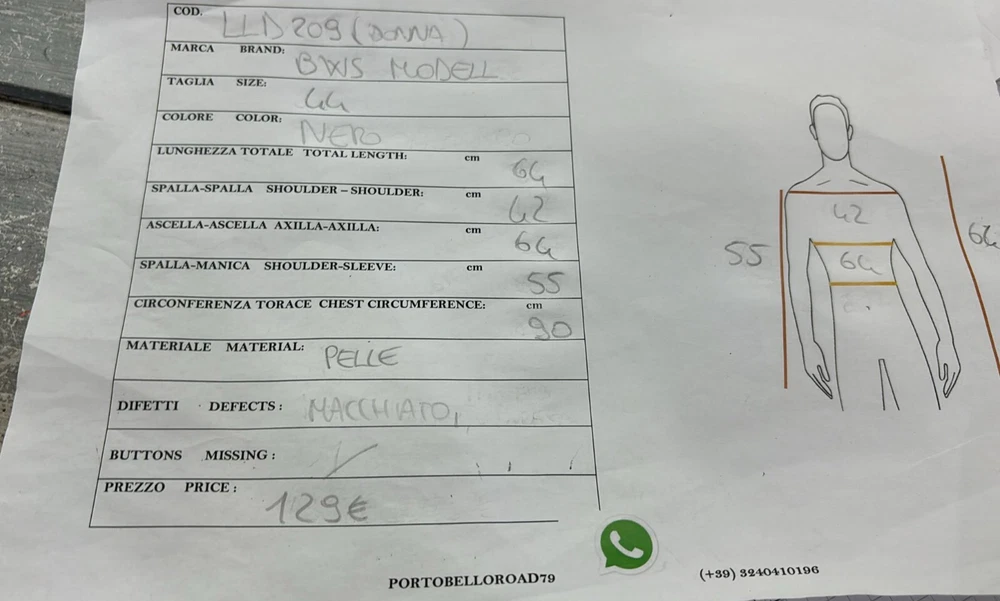 COD. LLD209 (DONNA)
MARCA BRAND: BWS MODELL
TAGLIA SIZE: 44
COLORE COLOR: NERO
LUNGHEZZA TOTALE TOTAL LENGTH: cm 64
SPALLA-SPALLA SHOULDER – SHOULDER: cm 42
ASCELLA-ASCELLA AXILLA-AXILLA: cm 64
SPALLA-MANICA SHOULDER-SLEEVE: cm 55
CIRCONFERENZA TORACE CHEST CIRCUMFERENCE: cm 90
MATERIALE MATERIAL: PELLE
DIFETTI DEFECTS: MACCHIATO,
BUTTONS MISSING: /
PREZZO PRICE: 129€
42
55
64
64
PORTOBELLOROAD79
(+39) 3240410196